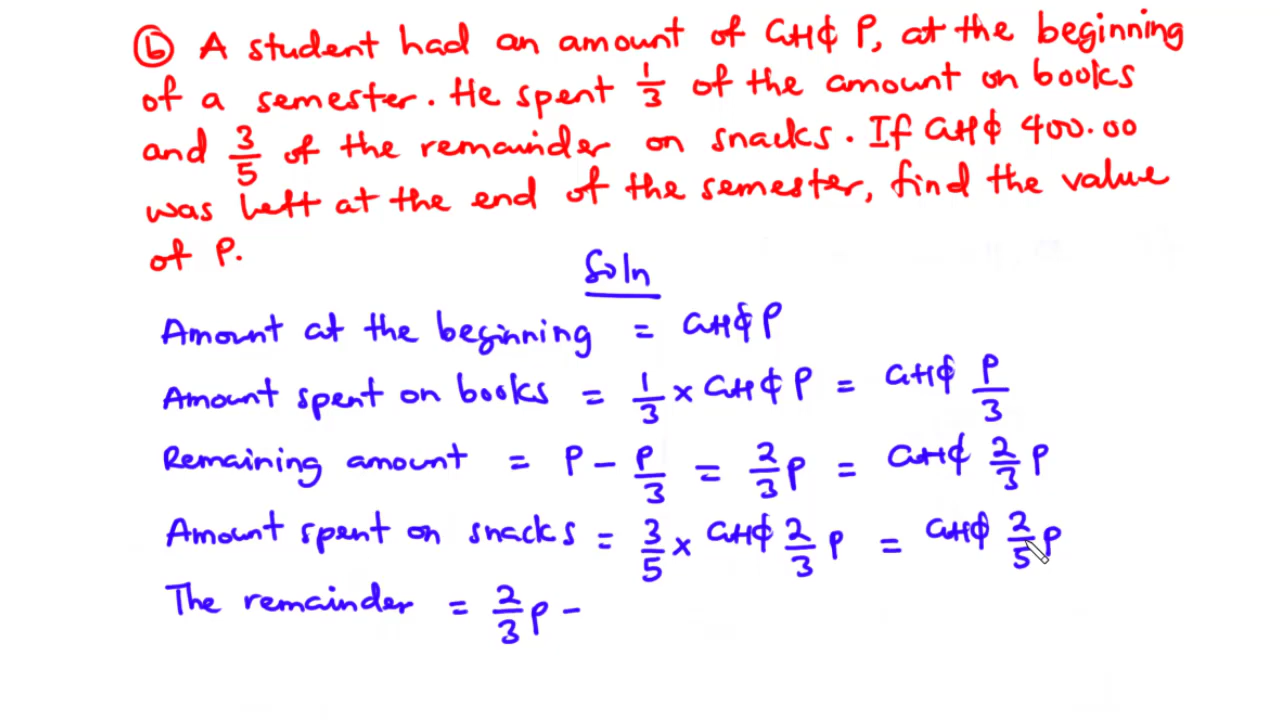 ⓑ A student had an amount of GH₵ P, at the beginning
of a semester. He spent 1/3 of the amount on books
and 3/5 of the remainder on snacks. If GH₵ 400.00
was left at the end of the semester, find the value
of P.
Soln
Amount at the beginning = GH₵ P
Amount spent on books = 1/3 × GH₵ P = GH₵ P/3
Remaining amount = P − P/3 = 2/3 P = GH₵ 2/3 P
Amount spent on snacks = 3/5 × GH₵ 2/3 P = GH₵ 2/5 P
The remainder = 2/3 P −